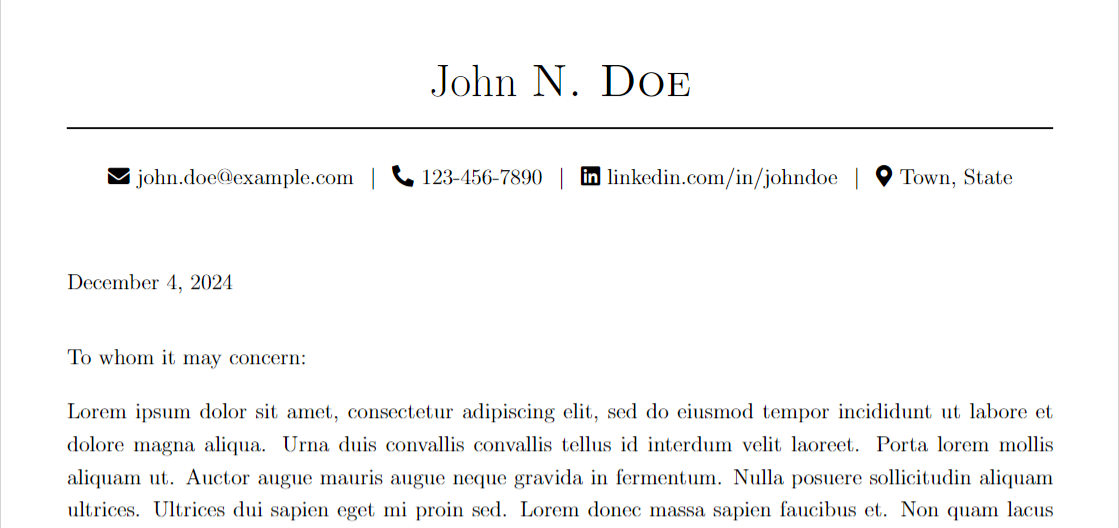 John N. Doe
john.doe@example.com | 123-456-7890 | linkedin.com/in/johndoe | Town, State
December 4, 2024
To whom it may concern:
Lorem ipsum dolor sit amet, consectetur adipiscing elit, sed do eiusmod tempor incididunt ut labore et
dolore magna aliqua. Urna duis convallis convallis tellus id interdum velit laoreet. Porta lorem mollis
aliquam ut. Auctor augue mauris augue neque gravida in fermentum. Nulla posuere sollicitudin aliquam
ultrices. Ultrices dui sapien eget mi proin sed. Lorem donec massa sapien faucibus et. Non quam lacus